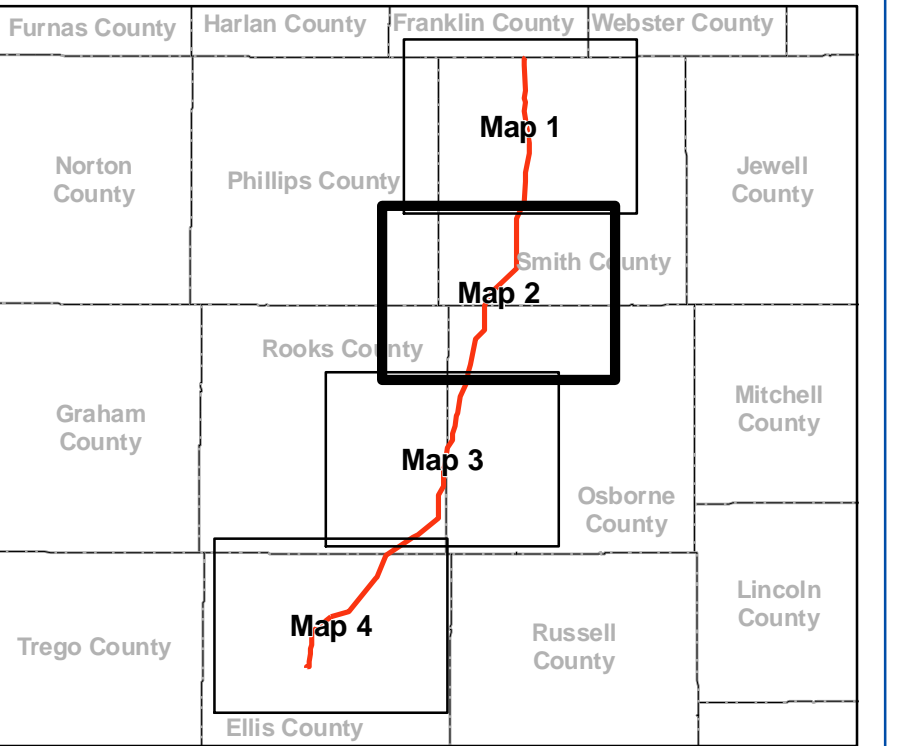 Furnas County
Harlan County
Franklin County
Webster County
Map 1
Norton
County
Phillips County
Jewell
County
Smith County
Map 2
Rooks County
Graham
County
Mitchell
County
Map 3
Osborne
County
Lincoln
County
Map 4
Russell
County
Trego County
Ellis County